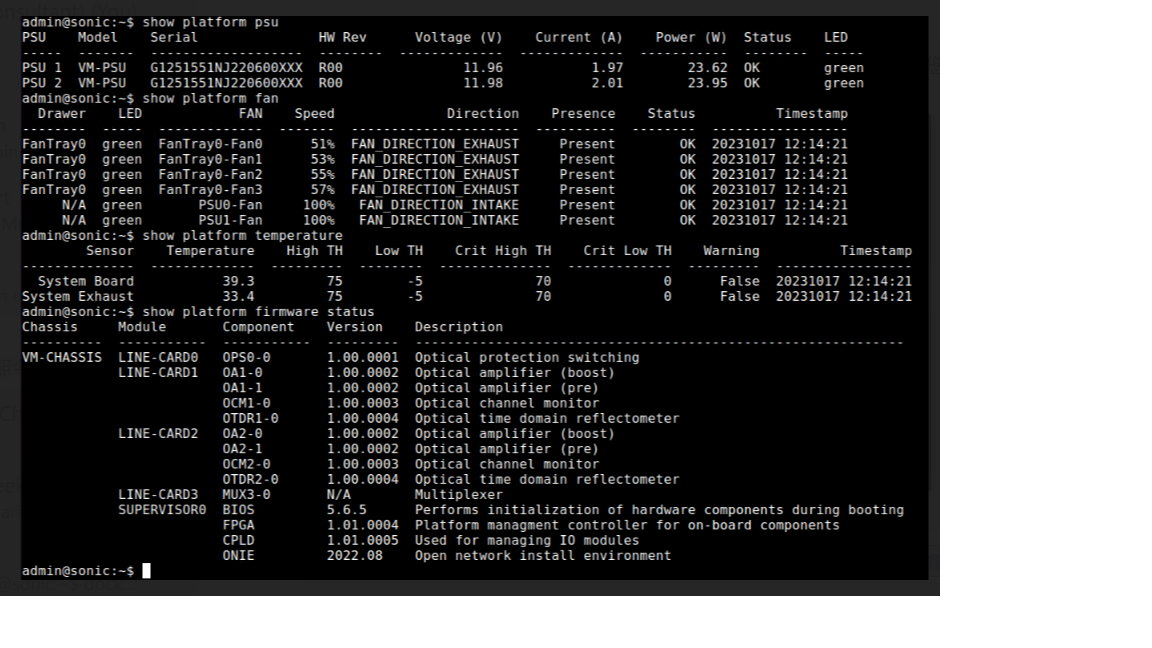 admin@sonic:~$ show platform psu
PSU    Model    Serial               HW Rev      Voltage (V)    Current (A)    Power (W)  Status    LED
-----  -------  -------------------  --------  -------------  -------------  -----------  --------  -----
PSU 1  VM-PSU   G1251551NJ220600XXX  R00               11.96           1.97        23.62  OK        green
PSU 2  VM-PSU   G1251551NJ220600XXX  R00               11.98           2.01        23.95  OK        green
admin@sonic:~$ show platform fan
  Drawer    LED            FAN    Speed              Direction    Presence    Status          Timestamp
--------  -----  -------------  -------  ---------------------  ----------  --------  -----------------
FanTray0  green  FanTray0-Fan0      51%  FAN_DIRECTION_EXHAUST     Present        OK  20231017 12:14:21
FanTray0  green  FanTray0-Fan1      53%  FAN_DIRECTION_EXHAUST     Present        OK  20231017 12:14:21
FanTray0  green  FanTray0-Fan2      55%  FAN_DIRECTION_EXHAUST     Present        OK  20231017 12:14:21
FanTray0  green  FanTray0-Fan3      57%  FAN_DIRECTION_EXHAUST     Present        OK  20231017 12:14:21
     N/A  green       PSU0-Fan     100%   FAN_DIRECTION_INTAKE     Present        OK  20231017 12:14:21
     N/A  green       PSU1-Fan     100%   FAN_DIRECTION_INTAKE     Present        OK  20231017 12:14:21
admin@sonic:~$ show platform temperature
        Sensor    Temperature    High TH    Low TH    Crit High TH    Crit Low TH    Warning          Timestamp
--------------  -------------  ---------  --------  --------------  -------------  ---------  -----------------
  System Board           39.3         75        -5              70              0      False  20231017 12:14:21
System Exhaust           33.4         75        -5              70              0      False  20231017 12:14:21
admin@sonic:~$ show platform firmware status
Chassis     Module       Component    Version    Description
----------  -----------  -----------  ---------  -------------------------------------------------------------
VM-CHASSIS  LINE-CARD0   OPS0-0       1.00.0001  Optical protection switching
            LINE-CARD1   OA1-0        1.00.0002  Optical amplifier (boost)
                         OA1-1        1.00.0002  Optical amplifier (pre)
                         OCM1-0       1.00.0003  Optical channel monitor
                         OTDR1-0      1.00.0004  Optical time domain reflectometer
            LINE-CARD2   OA2-0        1.00.0002  Optical amplifier (boost)
                         OA2-1        1.00.0002  Optical amplifier (pre)
                         OCM2-0       1.00.0003  Optical channel monitor
                         OTDR2-0      1.00.0004  Optical time domain reflectometer
            LINE-CARD3   MUX3-0       N/A        Multiplexer
            SUPERVISOR0  BIOS         5.6.5      Performs initialization of hardware components during booting
                         FPGA         1.01.0004  Platform managment controller for on-board components
                         CPLD         1.01.0005  Used for managing IO modules
                         ONIE         2022.08    Open network install environment
admin@sonic:~$